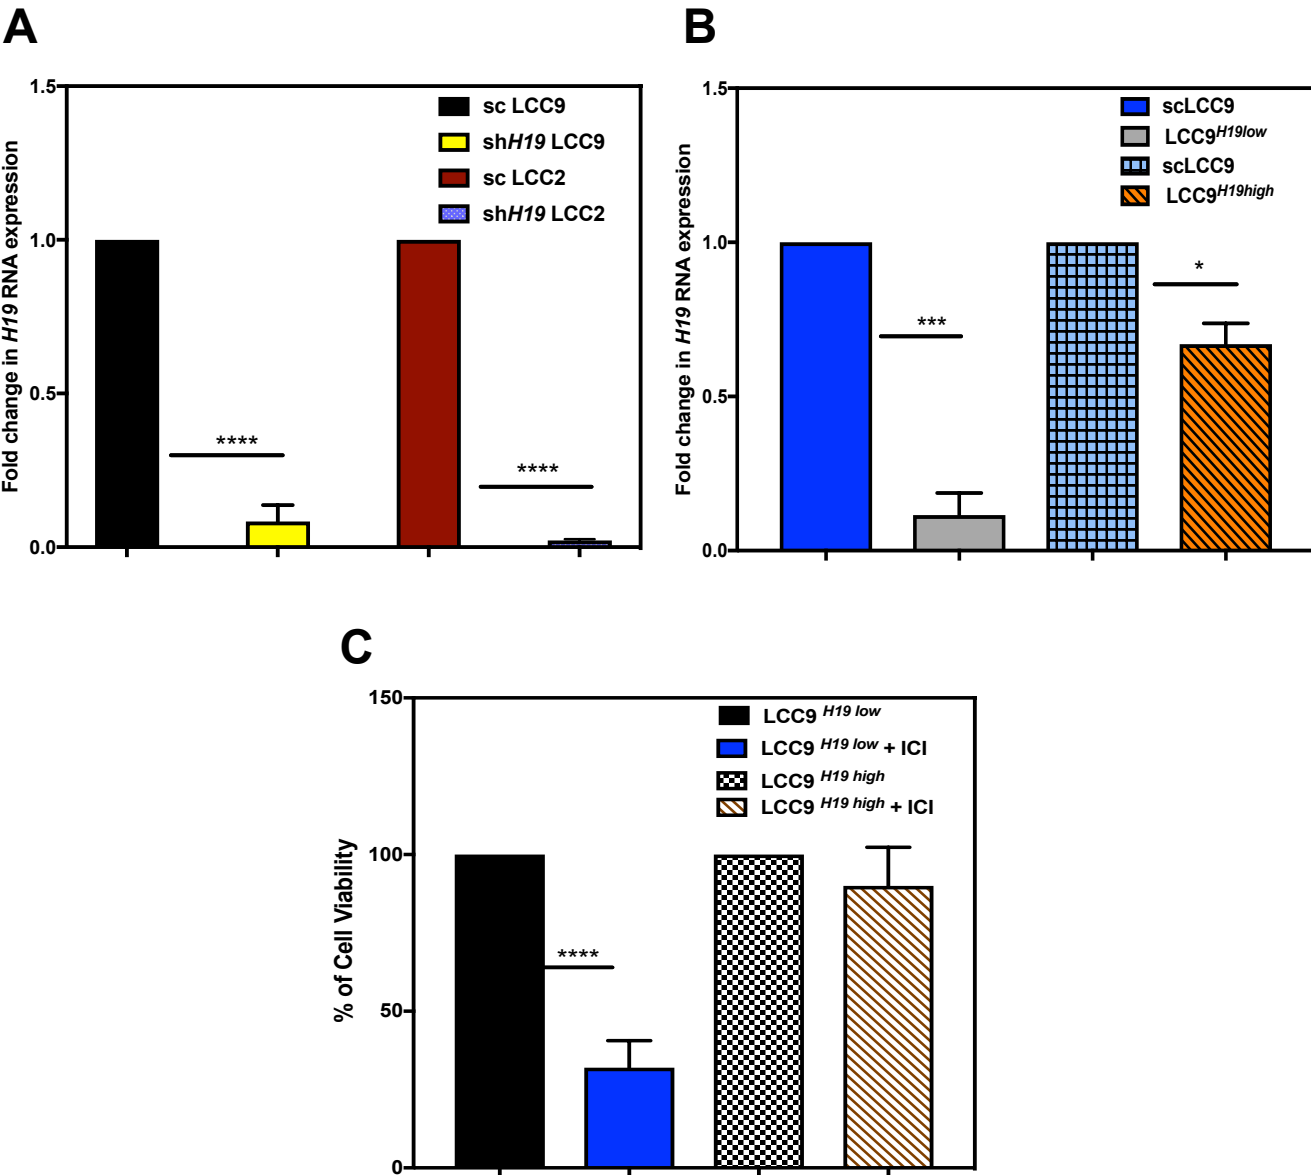 A
Fold change in H19 RNA expression
1.5
1.0
0.5
0.0
sc LCC9
shH19 LCC9
sc LCC2
shH19 LCC2
****
****
B
Fold change in H19 RNA expression
1.5
1.0
0.5
0.0
scLCC9
LCC9H19low
scLCC9
LCC9H19high
***
*
C
% of Cell Viability
150
100
50
0
LCC9 H19 low
LCC9 H19 low + ICI
LCC9 H19 high
LCC9 H19 high + ICI
****